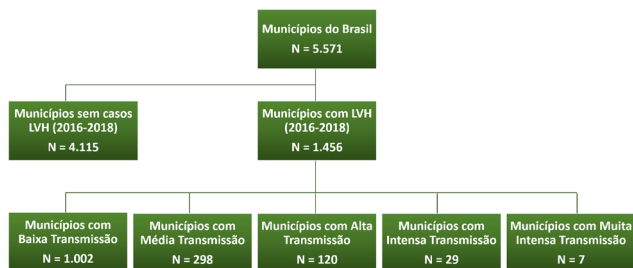 Municípios do Brasil
N = 5.571
Municípios sem casos
LVH (2016-2018)
N = 4.115
Municípios com LVH
(2016-2018)
N = 1.456
Municípios com
Baixa Transmissão
N = 1.002
Municípios com
Média Transmissão
N = 298
Municípios com Alta
Transmissão
N = 120
Municípios com
Intensa Transmissão
N = 29
Municípios com Muita
Intensa Transmissão
N = 7